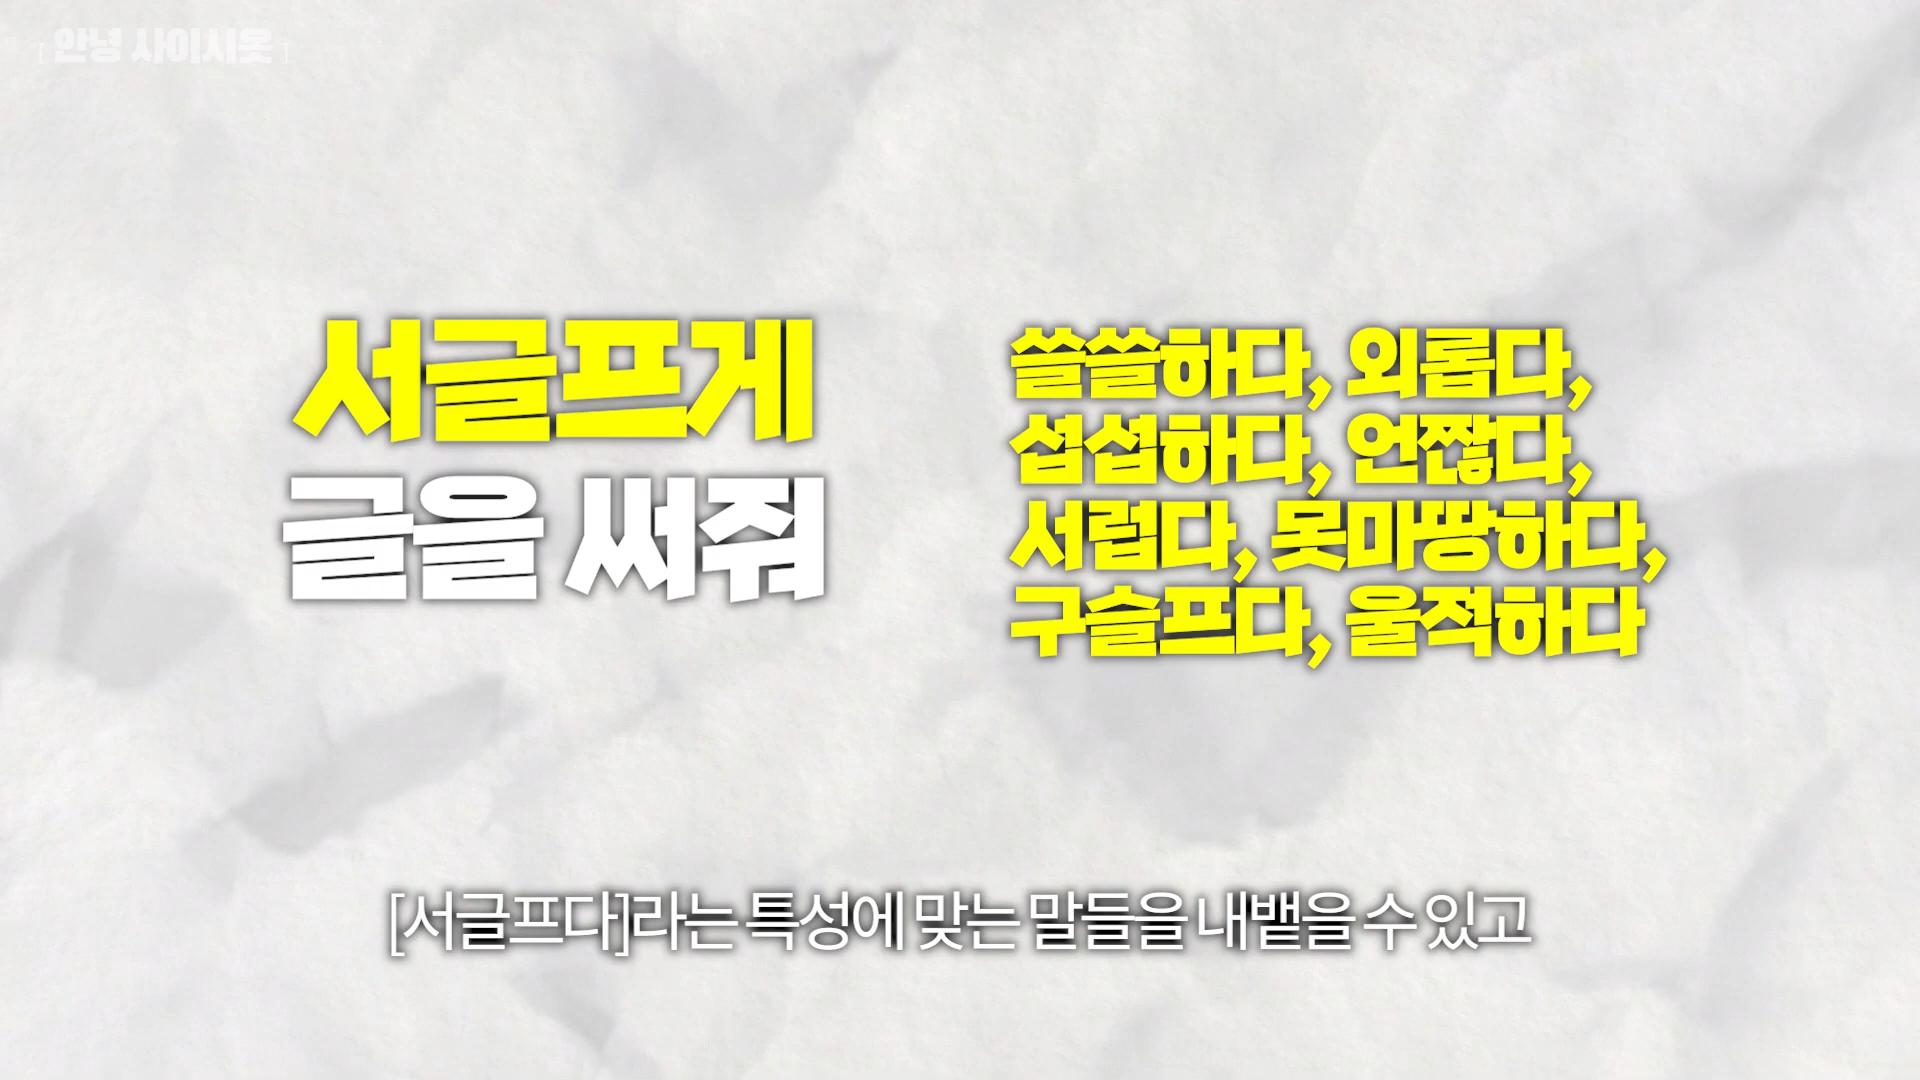 [ 안녕 사이시옷 ]
서글프게
글을 써줘
쓸쓸하다, 외롭다,
섭섭하다, 언짢다,
서럽다, 못마땅하다,
구슬프다, 울적하다
[서글프다]라는 특성에 맞는 말들을 내뱉을 수 있고